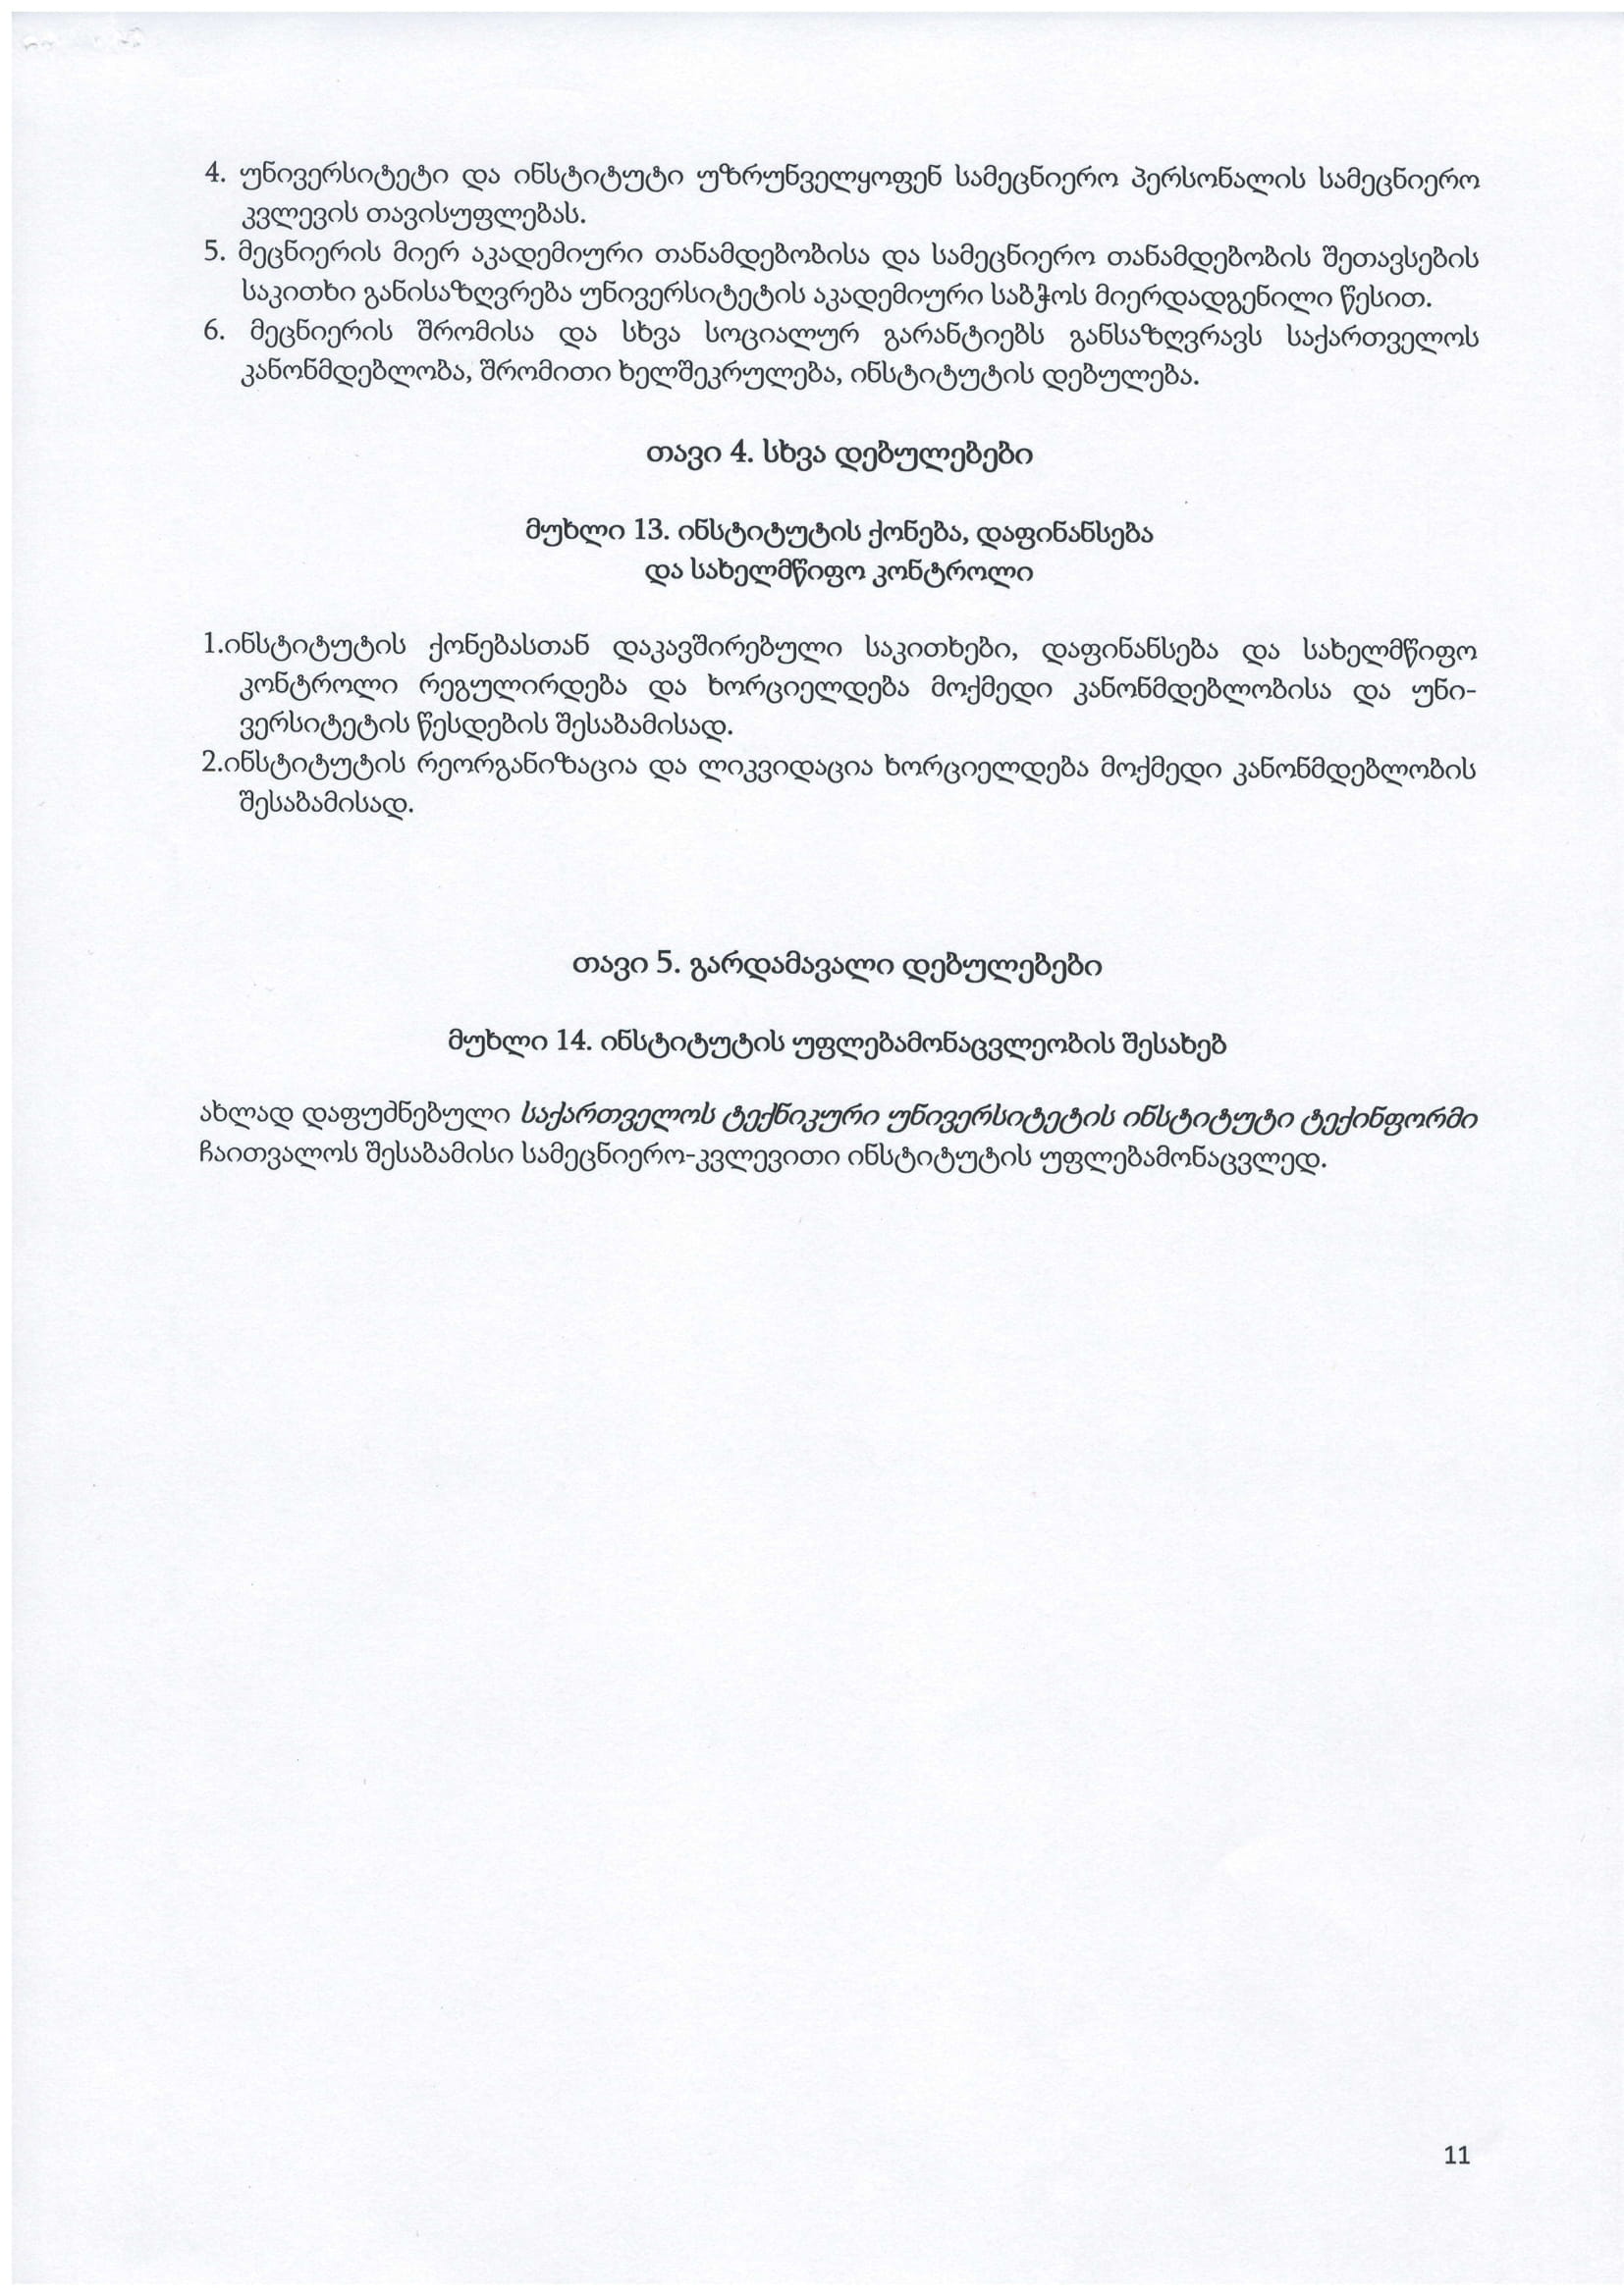 4. უნივერსიტეტი და ინსტიტუტი უზრუნველყოფენ სამეცნიერო პერსონალის სამეცნიერო
კვლევის თავისუფლებას.
5. მეცნიერის მიერ აკადემიური თანამდებობისა და სამეცნიერო თანამდებობის შეთავსების
საკითხი განისაზღვრება უნივერსიტეტის აკადემიური საბჭოს მიერდადგენილი წესით.
6. მეცნიერის შრომისა და სხვა სოციალურ გარანტიებს განსაზღვრავს საქართველოს
კანონმდებლობა, შრომითი ხელშეკრულება, ინსტიტუტის დებულება.
თავი 4. სხვა დებულებები
მუხლი 13. ინსტიტუტის ქონება, დაფინანსება
და სახელმწიფო კონტროლი
1.ინსტიტუტის ქონებასთან დაკავშირებული საკითხები, დაფინანსება და სახელმწიფო
კონტროლი რეგულირდება და ხორციელდება მოქმედი კანონმდებლობისა და უნი-
ვერსიტეტის წესდების შესაბამისად.
2.ინსტიტუტის რეორგანიზაცია და ლიკვიდაცია ხორციელდება მოქმედი კანონმდებლობის
შესაბამისად.
თავი 5. გარდამავალი დებულებები
მუხლი 14. ინსტიტუტის უფლებამონაცვლეობის შესახებ
ახლად დაფუძნებული საქართველოს ტექნიკური უნივერსიტეტის ინსტიტუტი ტექინფორმი
ჩაითვალოს შესაბამისი სამეცნიერო-კვლევითი ინსტიტუტის უფლებამონაცვლედ.
11